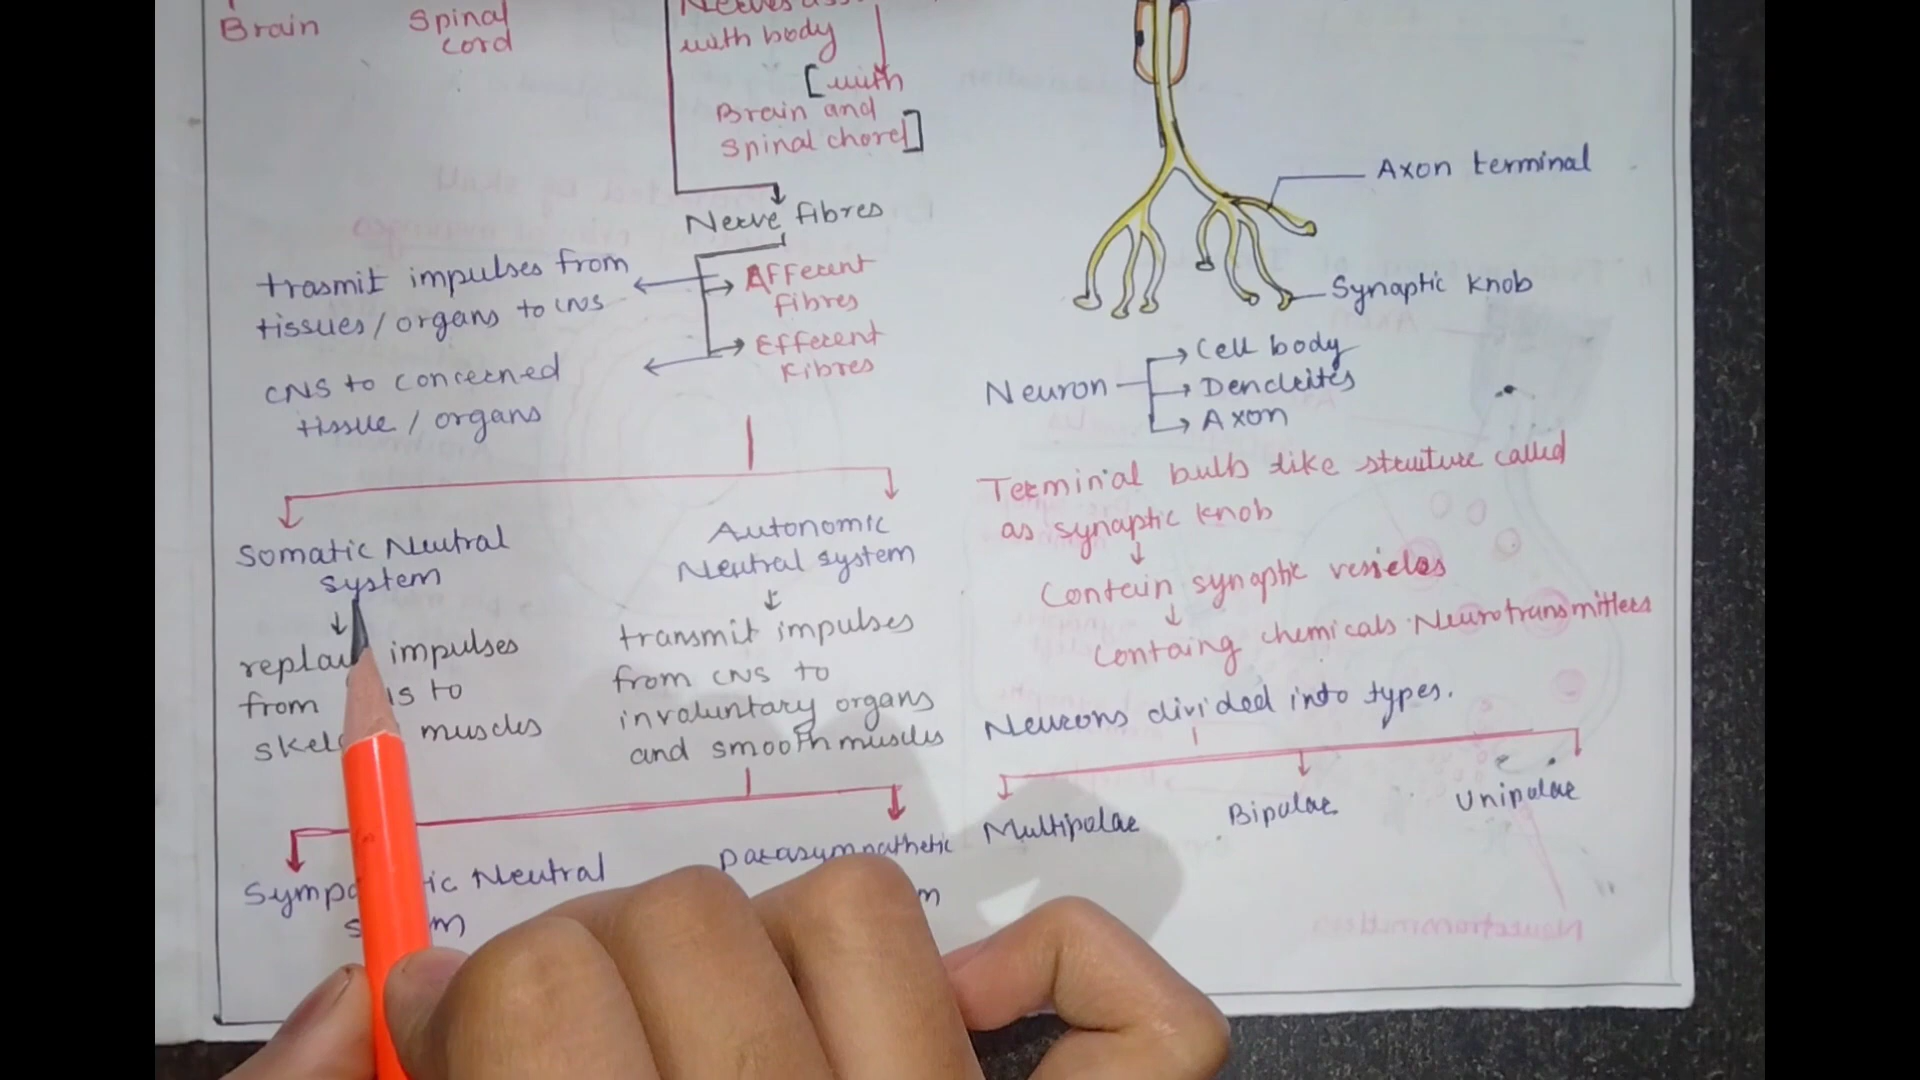 Brain
Spinal
cord
with body
[with
Brain and
spinal chord]
Nerve fibres
trasmit impulses from
tissues/organs to CNS
Afferent
fibres
Efferent
Fibres
CNS to concerned
tissue / organs
Somatic Neutral
system
replay impulses
from to
muscles
Autonomic
Neutral system
transmit impulses
from CNS to
involuntary organs
and smooth muscles
Neutral
Parasympathetic
Axon terminal
Synaptic knob
Neuron
Cell body
Dendrites
Axon
Terminal bulb like structure called
as synaptic knob
Contain synaptic vesicles
Containg chemicals Neurotransmitters
Neurons divided into types.
Multipolar
Bipolar
Unipolar